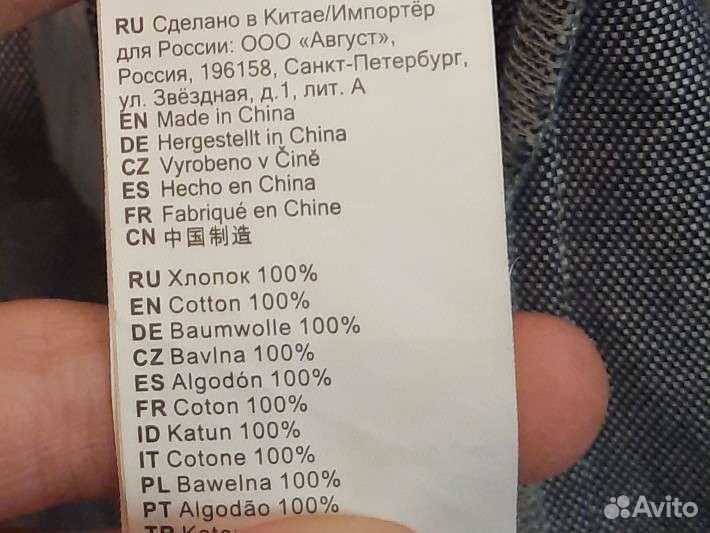 RU Сделано в Китае/Импортёр
для России: ООО «Август»,
Россия, 196158, Санкт-Петербург,
ул. Звёздная, д.1, лит. А
EN Made in China
DE Hergestellt in China
CZ Vyrobeno v Čině
ES Hecho en China
FR Fabriqué en Chine
CN 中国制造
RU Хлопок 100%
EN Cotton 100%
DE Baumwolle 100%
CZ Bavlna 100%
ES Algodón 100%
FR Coton 100%
ID Katun 100%
IT Cotone 100%
PL Bawelna 100%
PT Algodão 100%
Avito